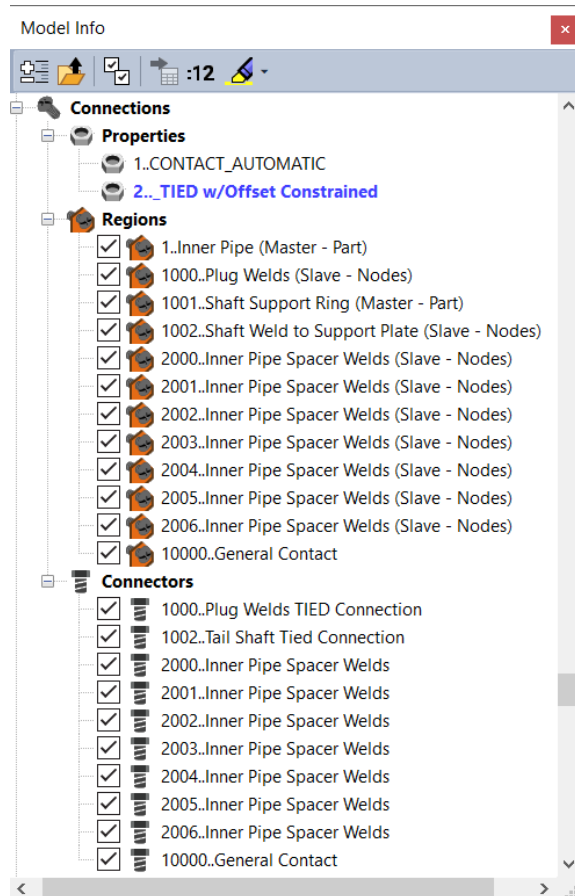 Model Info
:12
Connections
Properties
1..CONTACT_AUTOMATIC
2.._TIED w/Offset Constrained
Regions
1..Inner Pipe (Master - Part)
1000..Plug Welds (Slave - Nodes)
1001..Shaft Support Ring (Master - Part)
1002..Shaft Weld to Support Plate (Slave - Nodes)
2000..Inner Pipe Spacer Welds (Slave - Nodes)
2001..Inner Pipe Spacer Welds (Slave - Nodes)
2002..Inner Pipe Spacer Welds (Slave - Nodes)
2003..Inner Pipe Spacer Welds (Slave - Nodes)
2004..Inner Pipe Spacer Welds (Slave - Nodes)
2005..Inner Pipe Spacer Welds (Slave - Nodes)
2006..Inner Pipe Spacer Welds (Slave - Nodes)
10000..General Contact
Connectors
1000..Plug Welds TIED Connection
1002..Tail Shaft Tied Connection
2000..Inner Pipe Spacer Welds
2001..Inner Pipe Spacer Welds
2002..Inner Pipe Spacer Welds
2003..Inner Pipe Spacer Welds
2004..Inner Pipe Spacer Welds
2005..Inner Pipe Spacer Welds
2006..Inner Pipe Spacer Welds
10000..General Contact